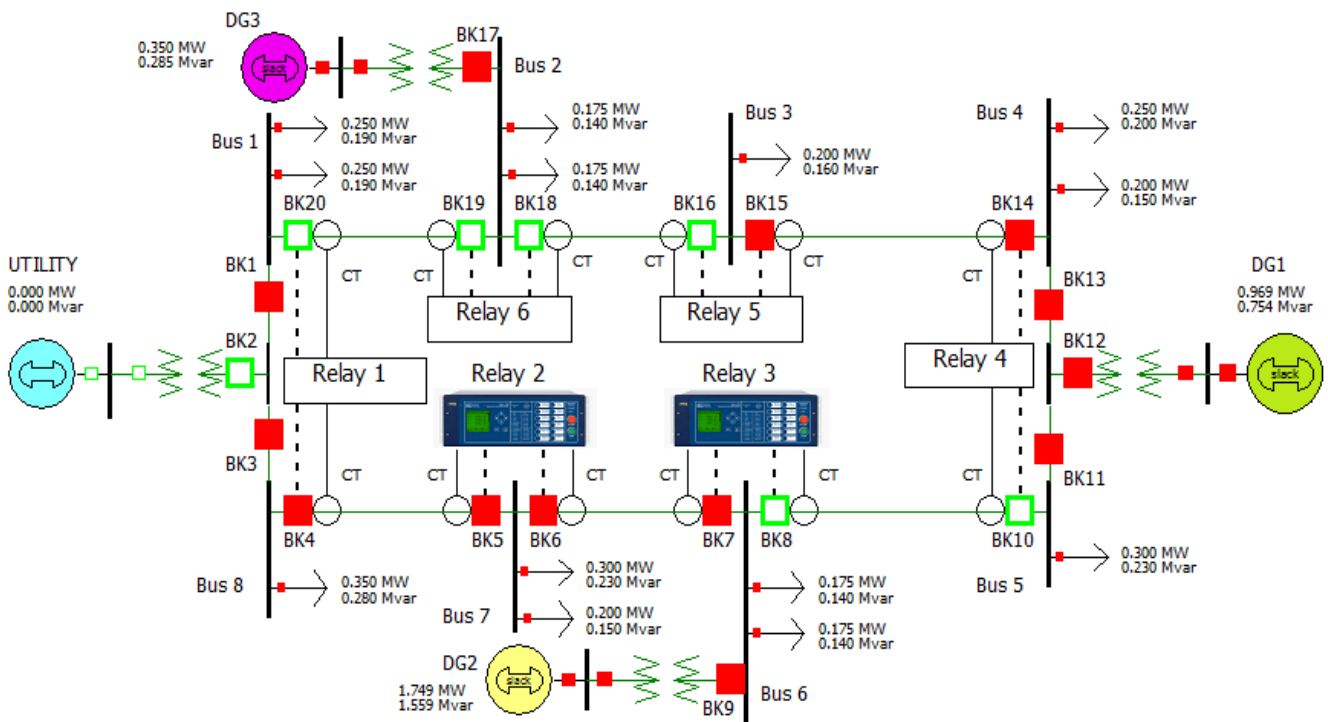 DG3
BK17
0.350 MW
0.285 Mvar
slack
Bus 2
Bus 1
0.250 MW
0.190 Mvar
0.250 MW
0.190 Mvar
0.175 MW
0.140 Mvar
0.175 MW
0.140 Mvar
Bus 3
0.200 MW
0.160 Mvar
Bus 4
0.250 MW
0.200 Mvar
0.200 MW
0.150 Mvar
BK20
BK19
BK18
BK16
BK15
BK14
CT
CT
CT
CT
CT
CT
UTILITY
0.000 MW
0.000 Mvar
BK1
BK2
BK3
Relay 6
Relay 5
BK13
BK12
BK11
DG1
0.969 MW
0.754 Mvar
slack
Relay 1
Relay 2
Relay 3
Relay 4
CT
CT
CT
CT
CT
CT
BK4
BK5
BK6
BK7
BK8
BK10
Bus 8
0.350 MW
0.280 Mvar
Bus 7
0.300 MW
0.230 Mvar
0.200 MW
0.150 Mvar
0.175 MW
0.140 Mvar
0.175 MW
0.140 Mvar
Bus 5
0.300 MW
0.230 Mvar
DG2
1.749 MW
1.559 Mvar
slack
BK9
Bus 6